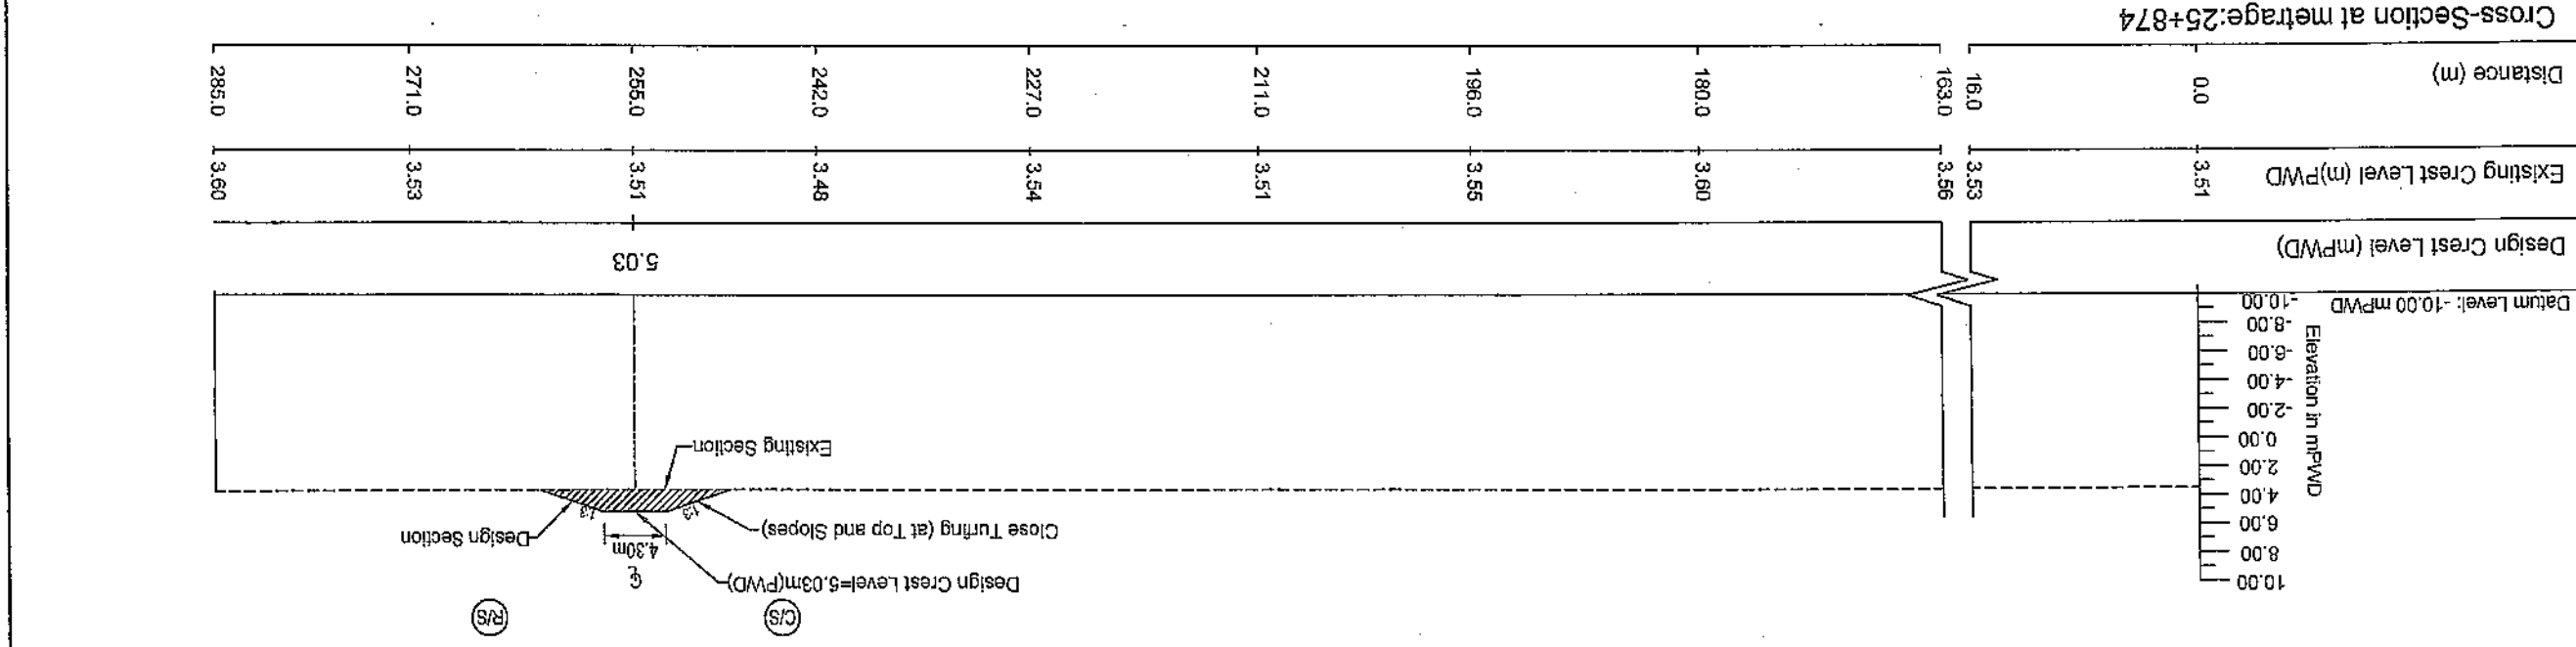 C/S R/S
Design Crest Level=5.03m(PWD) ℄
4.30m
Close Turfing (at Top and Slopes) Design Section
1:3 1:3
Existing Section
10.00
8.00
6.00
4.00
2.00
0.00
-2.00
-4.00
-6.00
-8.00
-10.00
Elevation in mPWD
Datum Level: -10.00 mPWD
Design Crest Level (mPWD) 5.03
Existing Crest Level (m)PWD 3.51 3.53 3.56 3.60 3.55 3.51 3.54 3.48 3.51 3.53 3.60
Distance (m) 0.0 16.0 163.0 180.0 196.0 211.0 227.0 242.0 255.0 271.0 285.0
Cross-Section at metrage:25+874